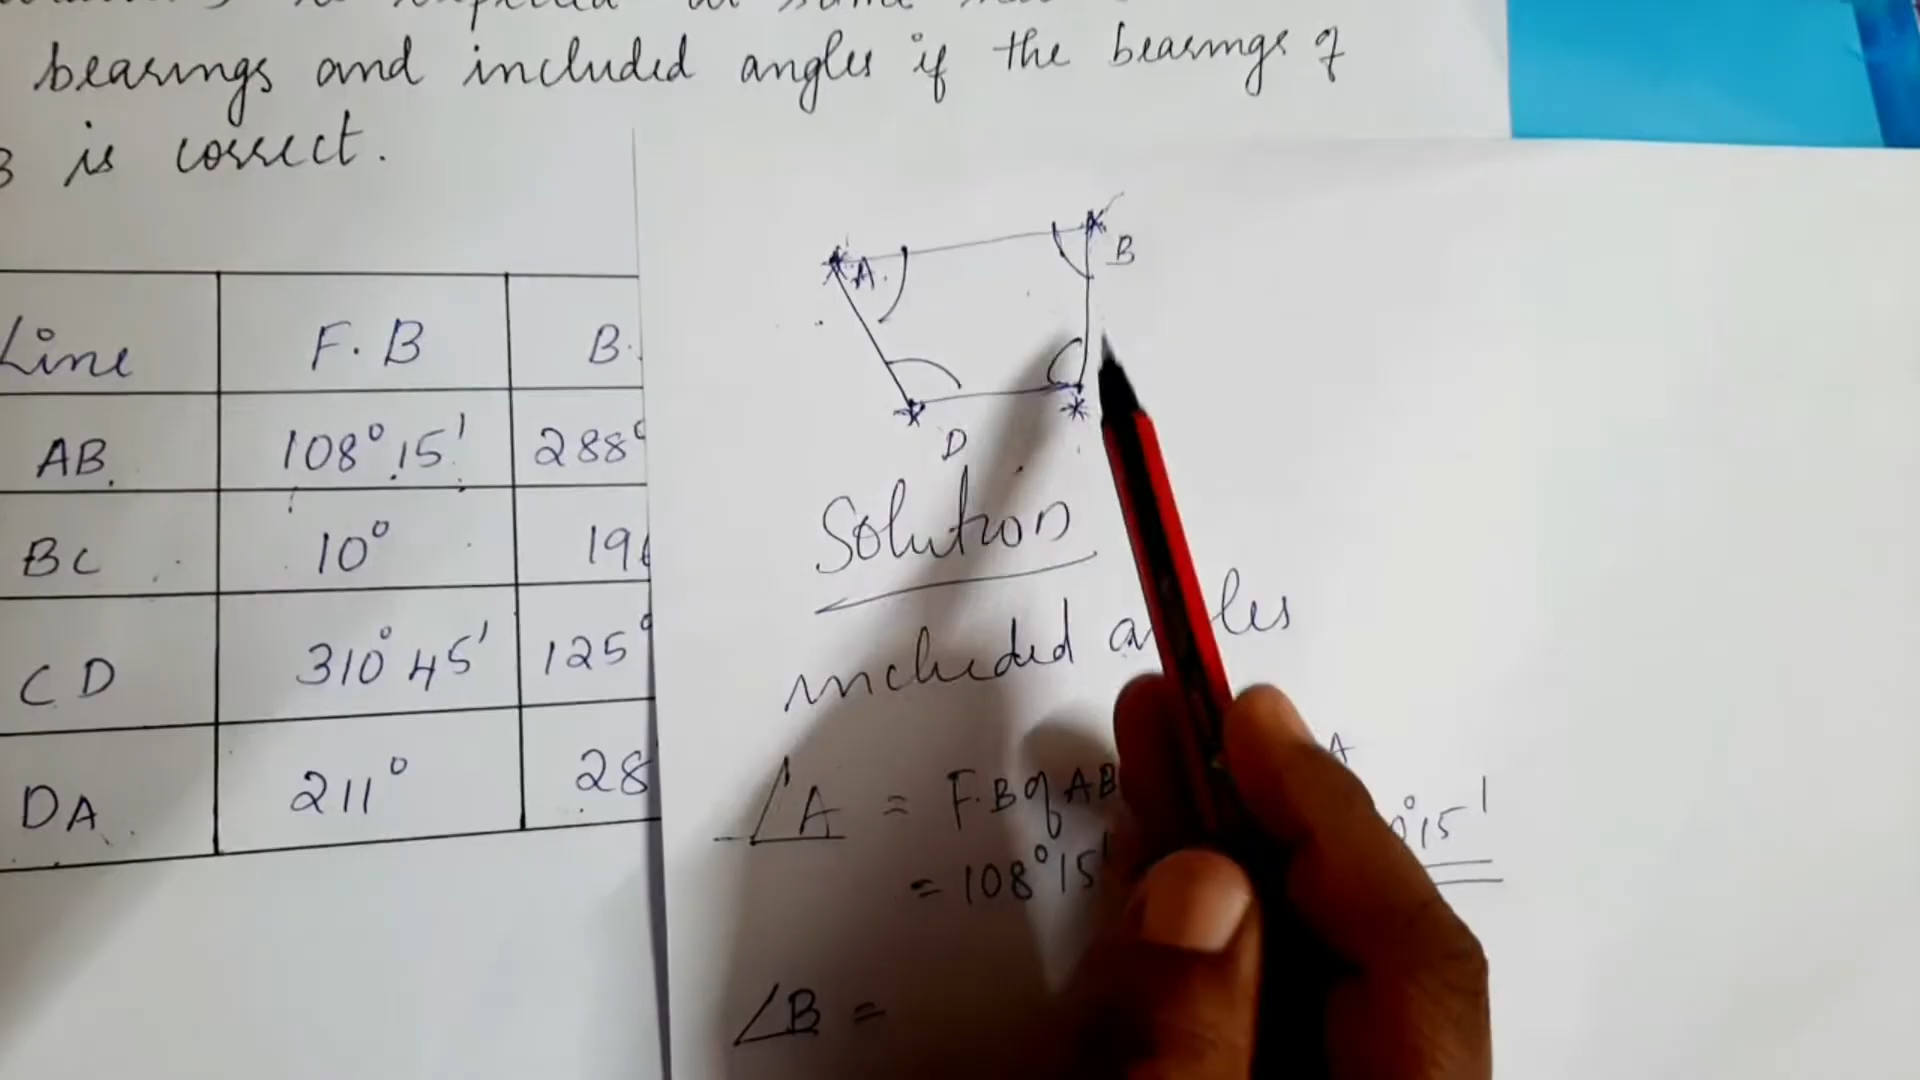 bearings and included angles if the bearings of
B is correct.
Line F.B B.
AB 108° 15' 288°
BC 10° 19
CD 310° 45' 125°
DA 211° 28
A B
D C
Solution
included
∠A = F.B of AB A
= 108° 15' ° 15'
∠B =